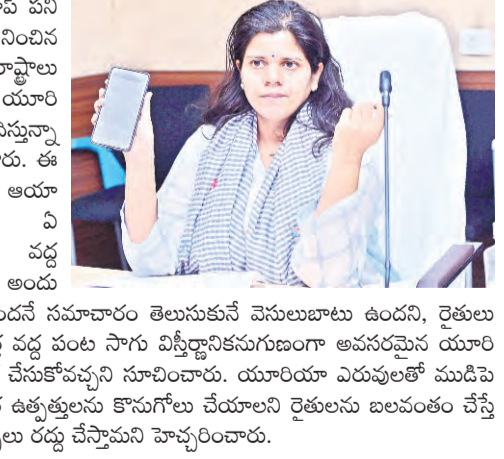 ాప్ పని
నించిన
రాష్ట్రాలు
యూరి
విస్తున్నా
రు. ఈ
ఆయా
ఏ
వద్ద
అందు
ందనే సమాచారం తెలుసుకునే వెసులుబాటు ఉందని, రైతులు
వద్ద పంట సాగు విస్తీర్ణానికనుగుణంగా అవసరమైన యూరి
చేసుకోవచ్చని సూచించారు. యూరియా ఎరువులతో ముడిపె
ఉత్పత్తులను కొనుగోలు చేయాలని రైతులను బలవంతం చేస్తే
లు రద్దు చేస్తామని హెచ్చరించారు.